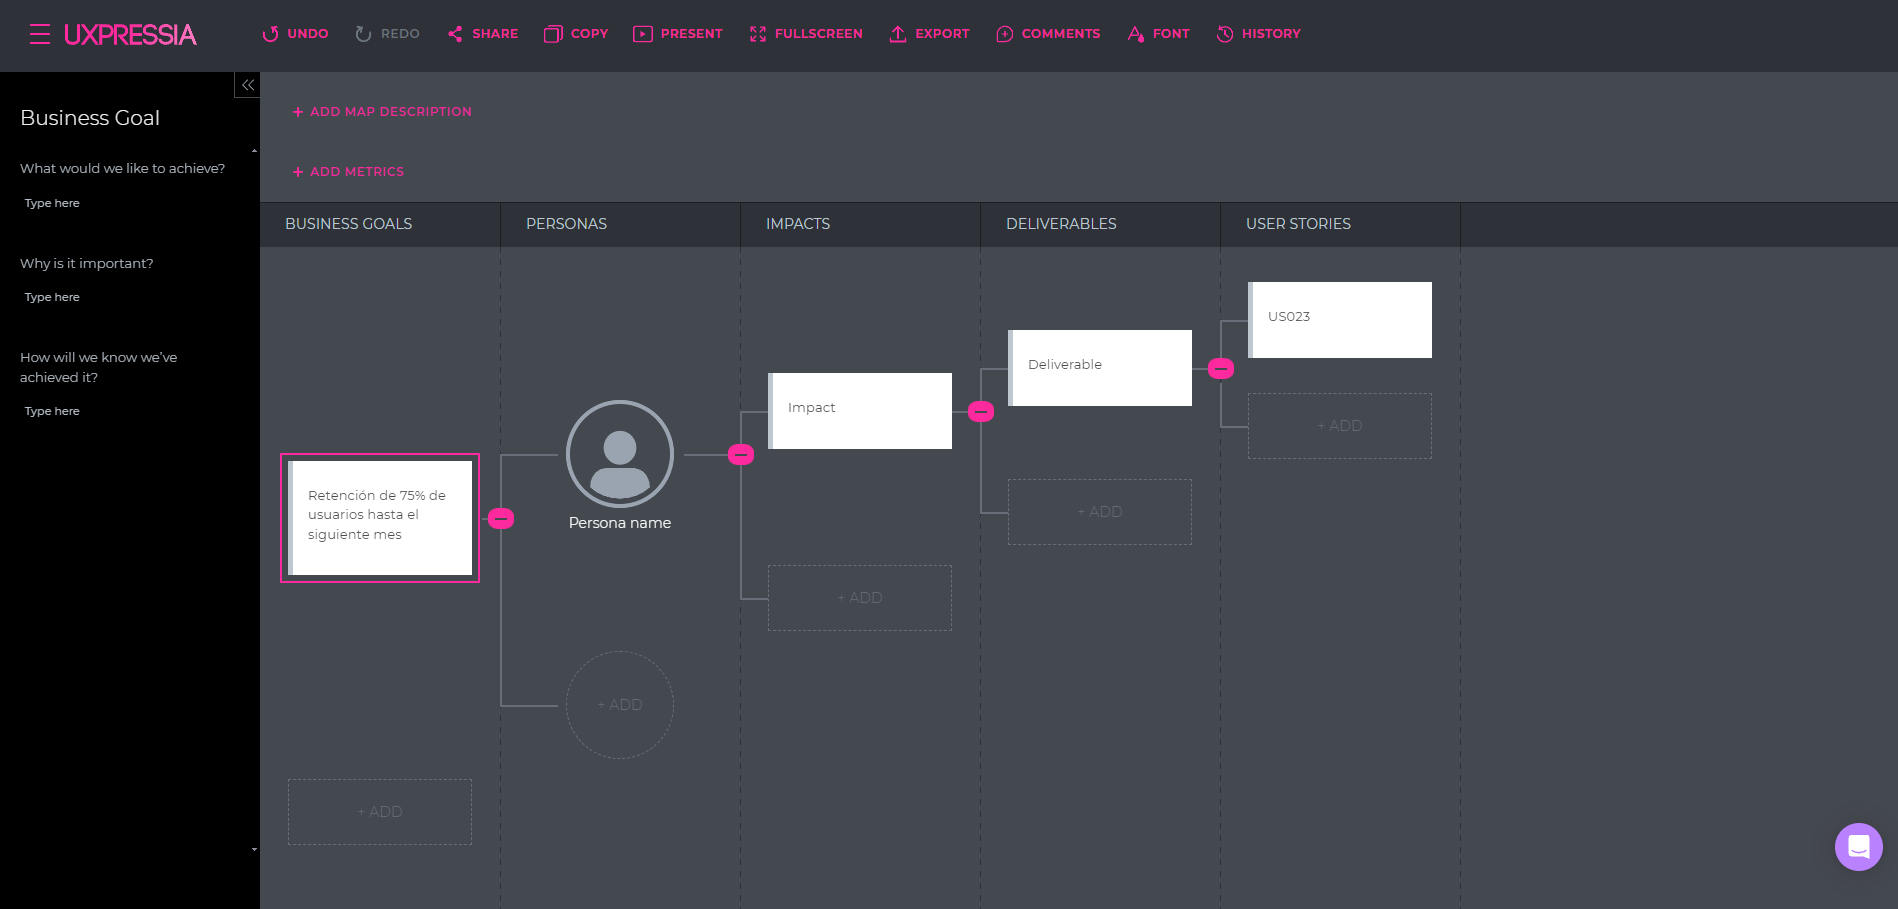 UXPRESSIA
UNDO
REDO
SHARE
COPY
PRESENT
FULLSCREEN
EXPORT
COMMENTS
FONT
HISTORY
Business Goal
What would we like to achieve?
Type here
Why is it important?
Type here
How will we know we've
achieved it?
Type here
+ ADD MAP DESCRIPTION
+ ADD METRICS
BUSINESS GOALS
PERSONAS
IMPACTS
DELIVERABLES
USER STORIES
Retención de 75% de
usuarios hasta el
siguiente mes
+ ADD
Persona name
+ ADD
Impact
+ ADD
Deliverable
+ ADD
US023
+ ADD